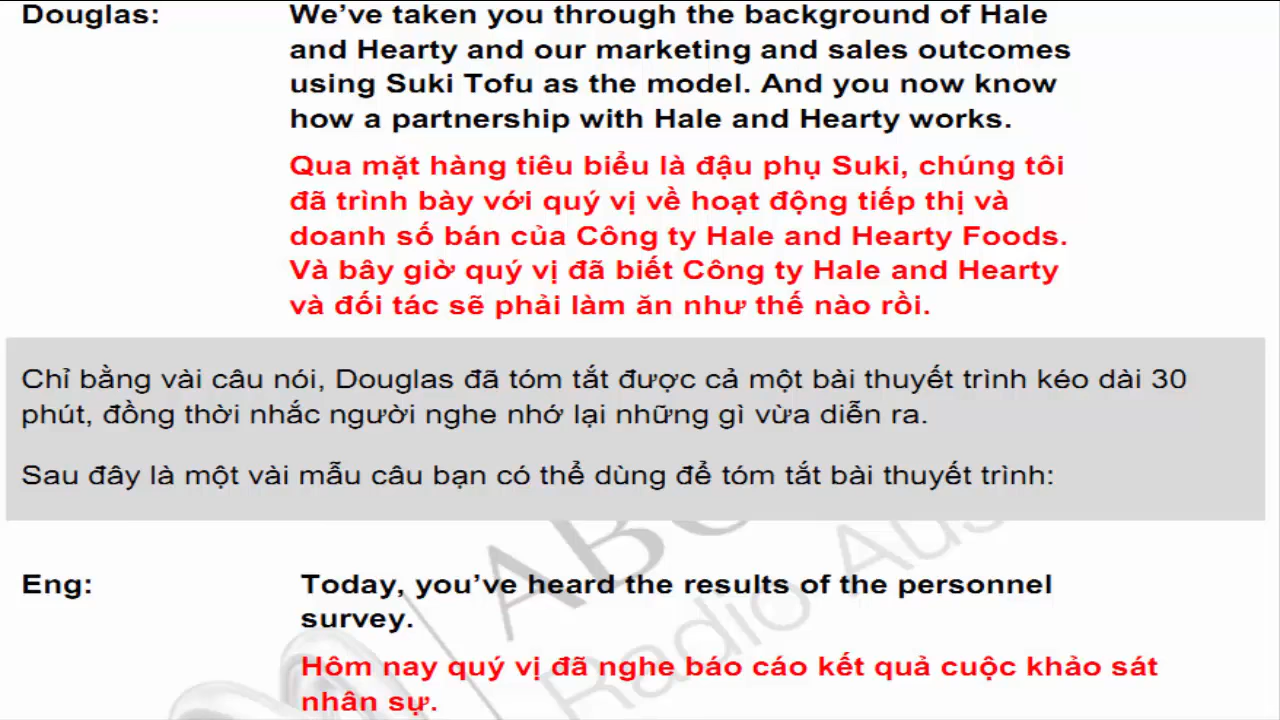 Douglas: We’ve taken you through the background of Hale
and Hearty and our marketing and sales outcomes
using Suki Tofu as the model. And you now know
how a partnership with Hale and Hearty works.
Qua mặt hàng tiêu biểu là đậu phụ Suki, chúng tôi
đã trình bày với quý vị về hoạt động tiếp thị và
doanh số bán của Công ty Hale and Hearty Foods.
Và bây giờ quý vị đã biết Công ty Hale and Hearty
và đối tác sẽ phải làm ăn như thế nào rồi.
Chỉ bằng vài câu nói, Douglas đã tóm tắt được cả một bài thuyết trình kéo dài 30
phút, đồng thời nhắc người nghe nhớ lại những gì vừa diễn ra.
Sau đây là một vài mẫu câu bạn có thể dùng để tóm tắt bài thuyết trình:
Eng: Today, you’ve heard the results of the personnel
survey.
Hôm nay quý vị đã nghe báo cáo kết quả cuộc khảo sát
nhân sự.
ABC
Radio Aus